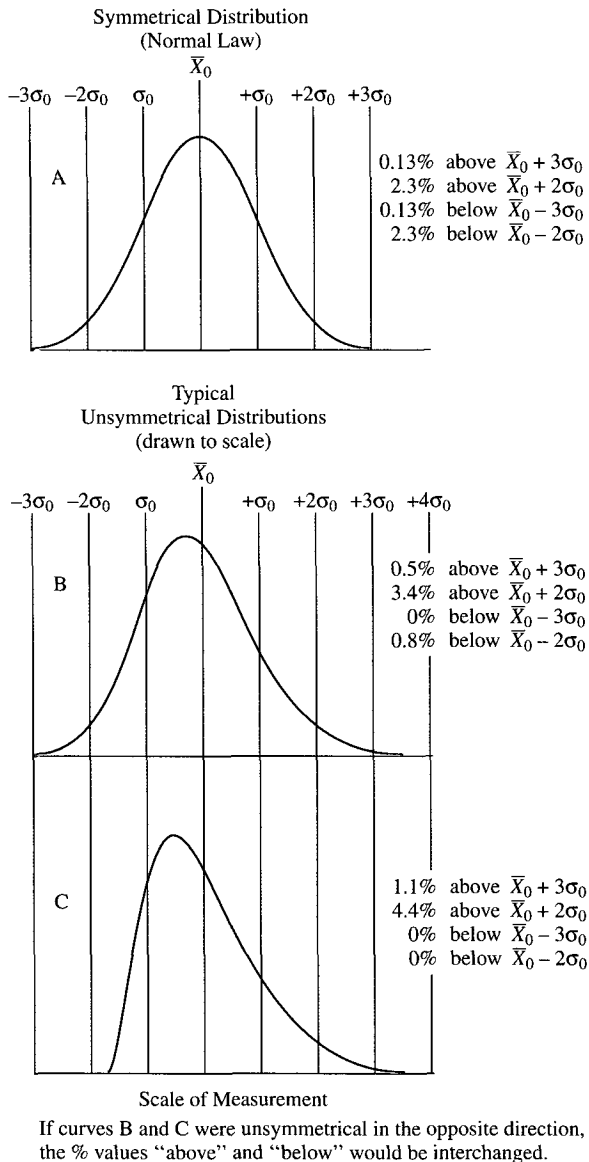 Symmetrical Distribution
(Normal Law)
X̄₀
−3σ₀ −2σ₀ σ₀ +σ₀ +2σ₀ +3σ₀
A
0.13% above X̄₀ + 3σ₀
2.3% above X̄₀ + 2σ₀
0.13% below X̄₀ − 3σ₀
2.3% below X̄₀ − 2σ₀
Typical
Unsymmetrical Distributions
(drawn to scale)
X̄₀
−3σ₀ −2σ₀ σ₀ +σ₀ +2σ₀ +3σ₀ +4σ₀
B
0.5% above X̄₀ + 3σ₀
3.4% above X̄₀ + 2σ₀
0% below X̄₀ − 3σ₀
0.8% below X̄₀ − 2σ₀
C
1.1% above X̄₀ + 3σ₀
4.4% above X̄₀ + 2σ₀
0% below X̄₀ − 3σ₀
0% below X̄₀ − 2σ₀
Scale of Measurement
If curves B and C were unsymmetrical in the opposite direction,
the % values “above” and “below” would be interchanged.